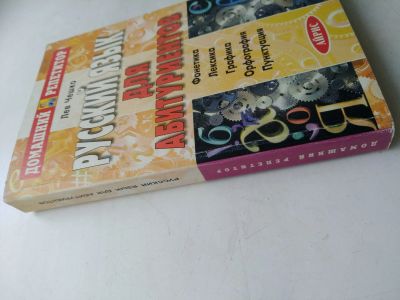 ДОМАШНИЙ РЕПЕТИТОР
Лев Чешко
РУССКИЙ ЯЗЫК
ДЛЯ
АБИТУРИЕНТОВ
Фонетика
Лексика
Графика
Орфография
Пунктуация
АЙРИС
б
а
о
В
РУССКИЙ ЯЗЫК ДЛЯ АБИТУРИЕНТОВ
ДОМАШНИЙ РЕПЕТИТОР